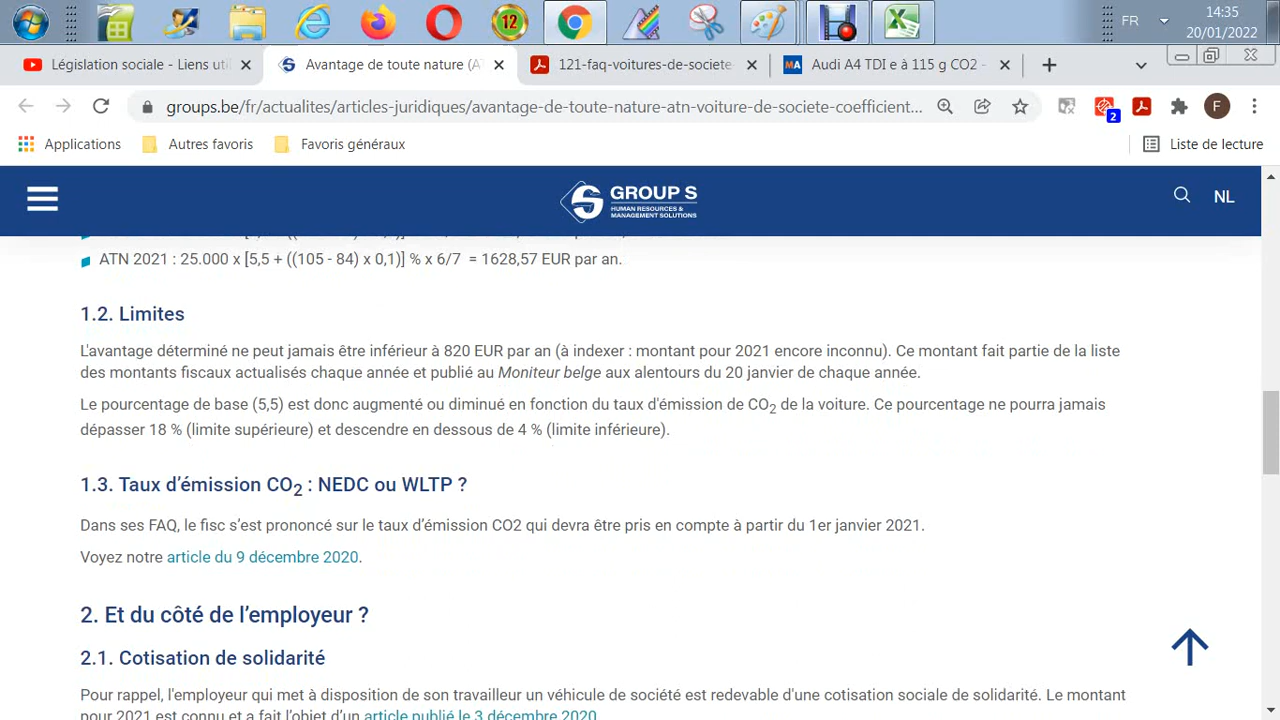 12
FR
14:35
20/01/2022
Législation sociale - Liens uti
Avantage de toute nature (A
121-faq-voitures-de-societe
MA
Audi A4 TDI e à 115 g CO2 -
groups.be/fr/actualites/articles-juridiques/avantage-de-toute-nature-atn-voiture-de-societe-coefficient...
2
F
Applications
Autres favoris
Favoris généraux
Liste de lecture
GROUP S
HUMAN RESOURCES &
MANAGEMENT SOLUTIONS
NL
ATN 2021 : 25.000 x [5,5 + ((105 - 84) x 0,1)] % x 6/7 = 1628,57 EUR par an.
1.2. Limites
L'avantage déterminé ne peut jamais être inférieur à 820 EUR par an (à indexer : montant pour 2021 encore inconnu). Ce montant fait partie de la liste
des montants fiscaux actualisés chaque année et publié au Moniteur belge aux alentours du 20 janvier de chaque année.
Le pourcentage de base (5,5) est donc augmenté ou diminué en fonction du taux d'émission de CO2 de la voiture. Ce pourcentage ne pourra jamais
dépasser 18 % (limite supérieure) et descendre en dessous de 4 % (limite inférieure).
1.3. Taux d’émission CO2 : NEDC ou WLTP ?
Dans ses FAQ, le fisc s’est prononcé sur le taux d’émission CO2 qui devra être pris en compte à partir du 1er janvier 2021.
Voyez notre article du 9 décembre 2020.
2. Et du côté de l’employeur ?
2.1. Cotisation de solidarité
Pour rappel, l'employeur qui met à disposition de son travailleur un véhicule de société est redevable d'une cotisation sociale de solidarité. Le montant
pour 2021 est connu et a fait l’objet d’un article publié le 3 décembre 2020.